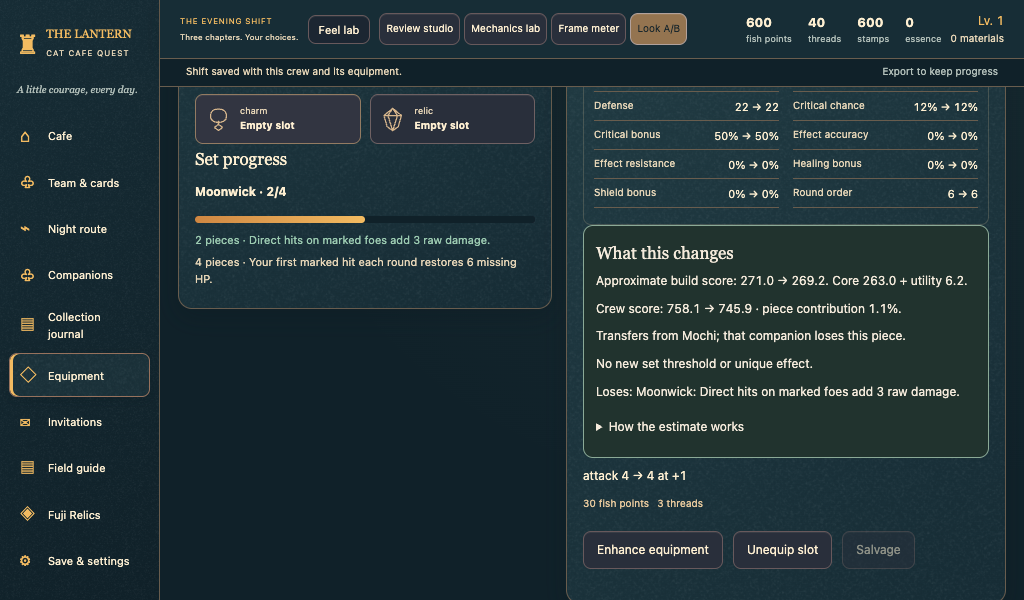 THE LANTERN
CAT CAFE QUEST
A little courage, every day.
Cafe
Team & cards
Night route
Companions
Collection
journal
Equipment
Invitations
Field guide
Fuji Relics
Save & settings
THE EVENING SHIFT
Three chapters. Your choices.
Feel lab
Review studio
Mechanics lab
Frame meter
Look A/B
600
fish points
40
threads
600
stamps
0
essence
Lv. 1
0 materials
Shift saved with this crew and its equipment.
Export to keep progress
charm
Empty slot
relic
Empty slot
Set progress
Moonwick · 2/4
2 pieces · Direct hits on marked foes add 3 raw damage.
4 pieces · Your first marked hit each round restores 6 missing
HP.
Defense 22 → 22
Critical chance 12% → 12%
Critical bonus 50% → 50%
Effect accuracy 0% → 0%
Effect resistance 0% → 0%
Healing bonus 0% → 0%
Shield bonus 0% → 0%
Round order 6 → 6
What this changes
Approximate build score: 271.0 → 269.2. Core 263.0 + utility 6.2.
Crew score: 758.1 → 745.9 · piece contribution 1.1%.
Transfers from Mochi; that companion loses this piece.
No new set threshold or unique effect.
Loses: Moonwick: Direct hits on marked foes add 3 raw damage.
How the estimate works
attack 4 → 4 at +1
30 fish points 3 threads
Enhance equipment
Unequip slot
Salvage